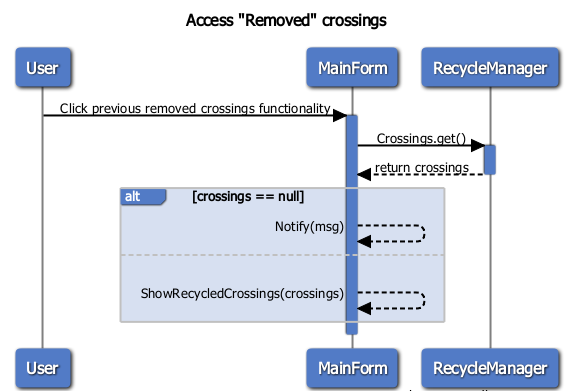 Access "Removed" crossings
User
MainForm
RecycleManager
Click previous removed crossings functionality
Crossings.get()
return crossings
alt
[crossings == null]
Notify(msg)
ShowRecycledCrossings(crossings)
User
MainForm
RecycleManager